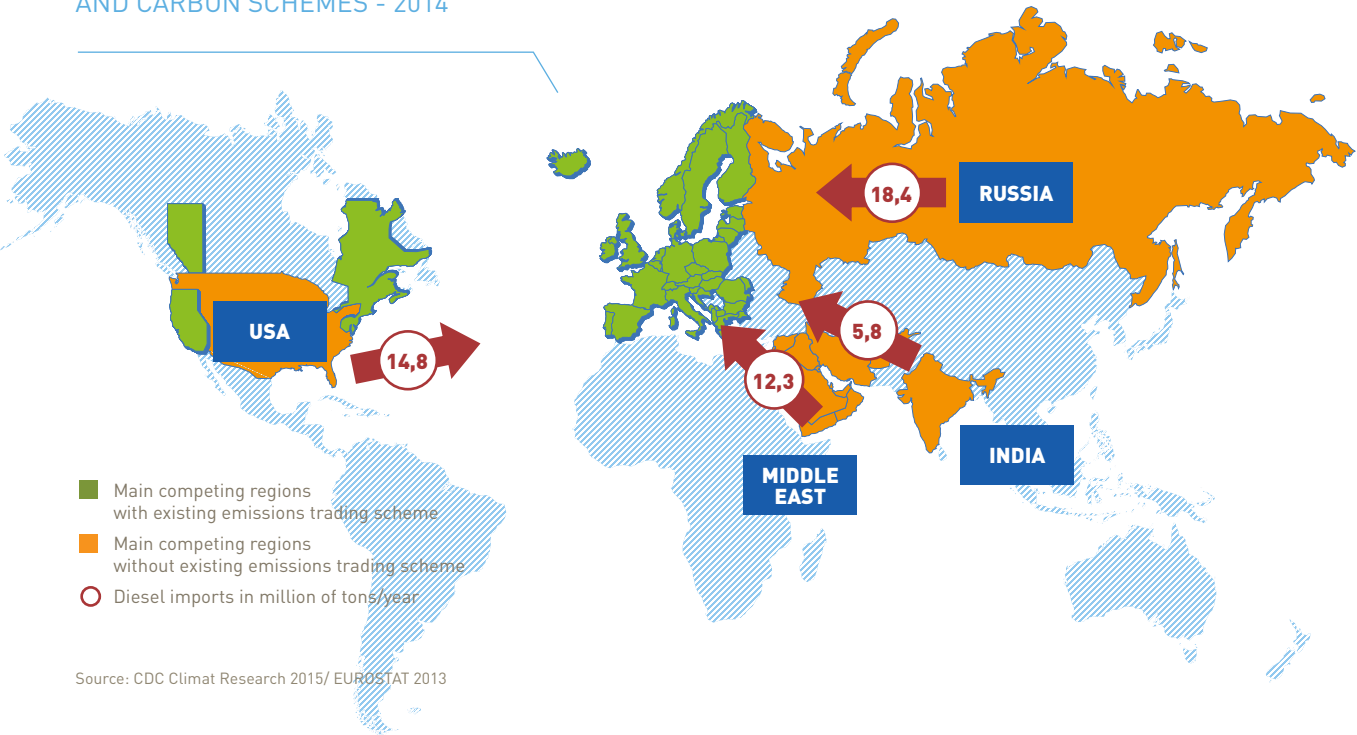 AND CARBON SCHEMES - 2014
18,4
RUSSIA
USA
14,8
5,8
12,3
INDIA
MIDDLE
EAST
Main competing regions
with existing emissions trading scheme
Main competing regions
without existing emissions trading scheme
Diesel imports in million of tons/year
Source: CDC Climat Research 2015/ EUROSTAT 2013